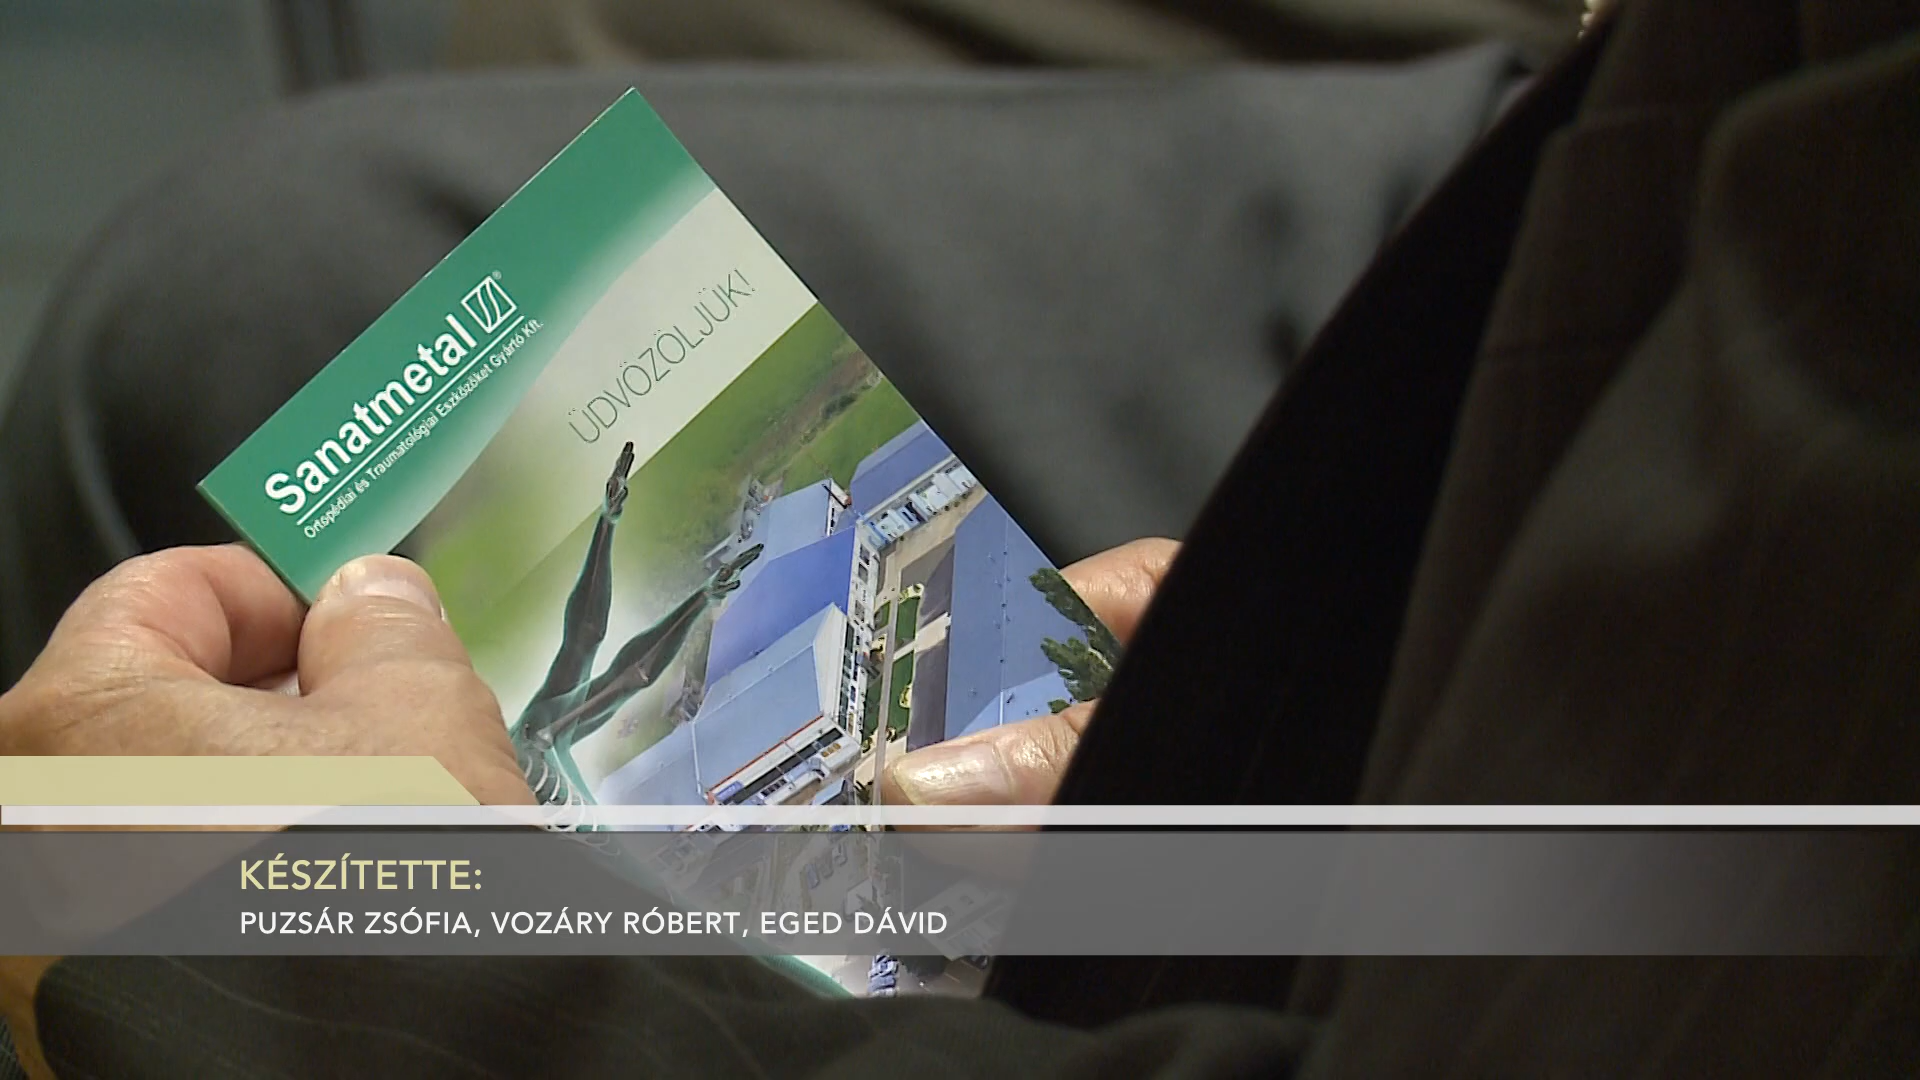 Sanatmetal
Ortopédiai és Traumatológiai Eszközöket Gyártó Kft.
ÜDVÖZÖLJÜK!
KÉSZÍTETTE:
PUZSÁR ZSÓFIA, VOZÁRY RÓBERT, EGED DÁVID